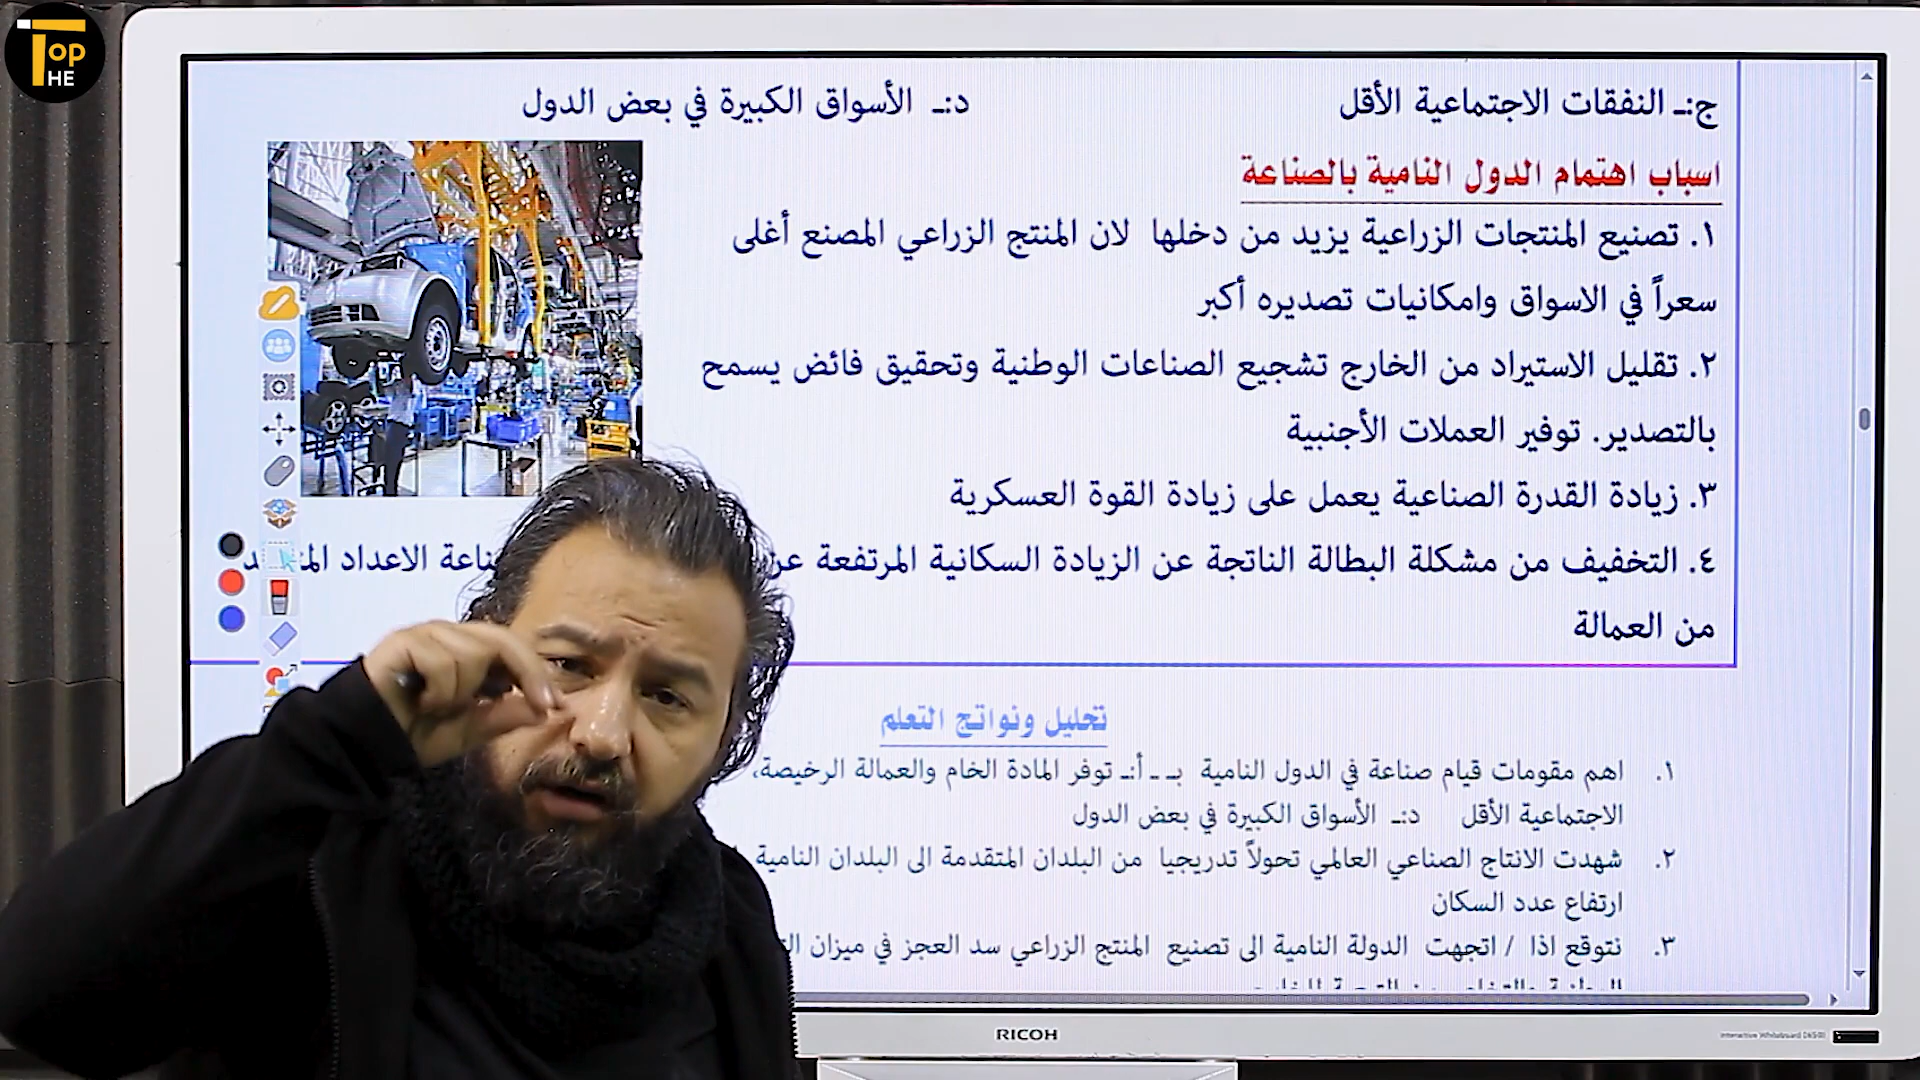 TOP
THE
ج:ـ النفقات الاجتماعية الأقل د:ـ الأسواق الكبيرة في بعض الدول
اسباب اهتمام الدول النامية بالصناعة
١. تصنيع المنتجات الزراعية يزيد من دخلها لان المنتج الزراعي المصنع أغلى
سعراً في الاسواق وامكانيات تصديره أكبر
٢. تقليل الاستيراد من الخارج تشجيع الصناعات الوطنية وتحقيق فائض يسمح
بالتصدير. توفير العملات الأجنبية
٣. زيادة القدرة الصناعية يعمل على زيادة القوة العسكرية
٤. التخفيف من مشكلة البطالة الناتجة عن الزيادة السكانية المرتفعة الاعداد
من العمالة
تحليل ونواتج التعلم
١. اهم مقومات قيام صناعة في الدول النامية بـ ـ أ:ـ توفر المادة الخام والعمالة الرخيصة،
الاجتماعية الأقل د:ـ الأسواق الكبيرة في بعض الدول
٢. شهدت الانتاج الصناعي العالمي تحولاً تدريجيا من البلدان المتقدمة الى البلدان النامية
ارتفاع عدد السكان
٣. نتوقع اذا / اتجهت الدولة النامية الى تصنيع المنتج الزراعي سد العجز في ميزان
RICOH